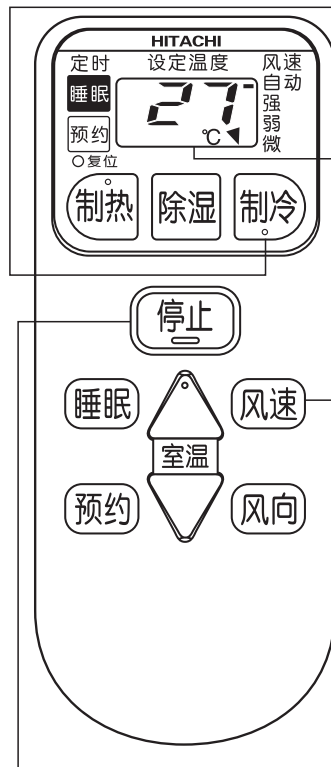 HITACHI
定时 设定温度 风速
睡眠 27 自动
强
预约 ℃ 弱
○复位 微
制热 除湿 制冷
停止
睡眠 风速
室温
预约 风向